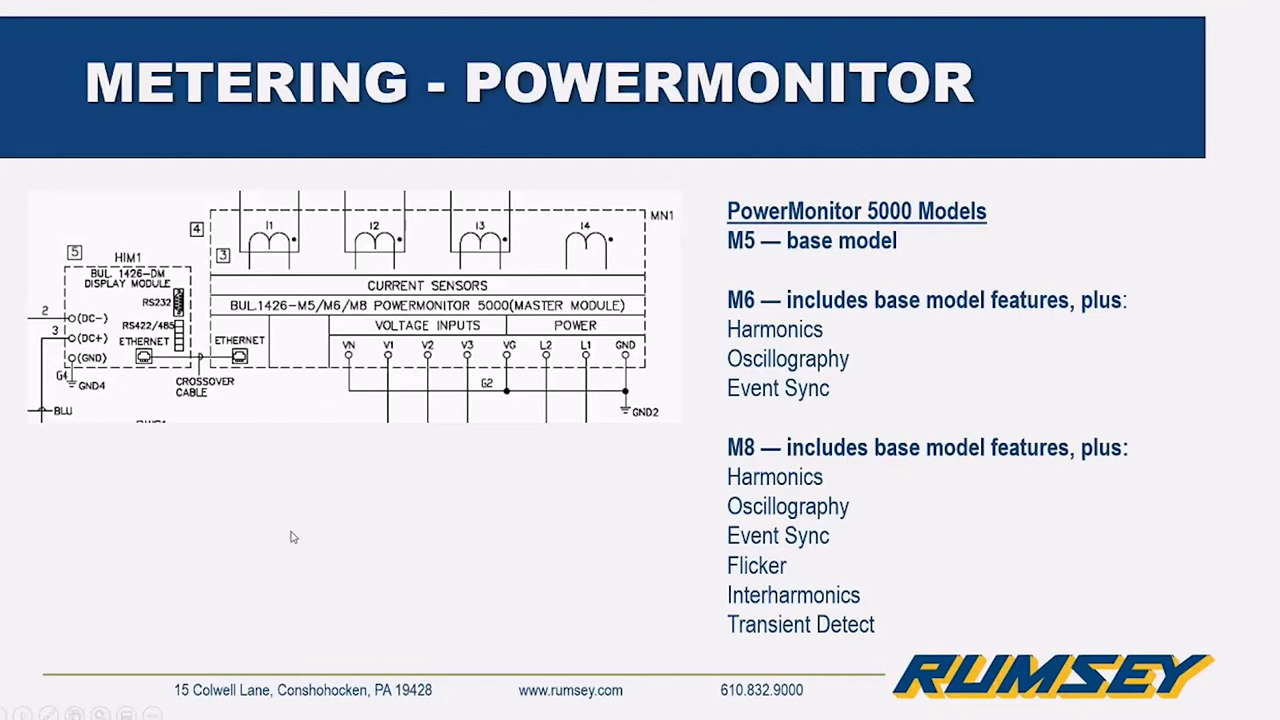 METERING - POWERMONITOR
MN1
I1 I2 I3 I4
4
3
5
HIM1
BUL. 1426-DM
DISPLAY MODULE
RS232
RS422/485
ETHERNET
2
(DC-)
3
(DC+)
(GND)
G4
GND4
BLU
CROSSOVER
CABLE
ETHERNET
CURRENT SENSORS
BUL.1426-M5/M6/M8 POWERMONITOR 5000(MASTER MODULE)
VOLTAGE INPUTS POWER
VN V1 V2 V3 VG L2 L1 GND
G2
GND2
PowerMonitor 5000 Models
M5 — base model
M6 — includes base model features, plus:
Harmonics
Oscillography
Event Sync
M8 — includes base model features, plus:
Harmonics
Oscillography
Event Sync
Flicker
Interharmonics
Transient Detect
15 Colwell Lane, Conshohocken, PA 19428 www.rumsey.com 610.832.9000
RUMSEY